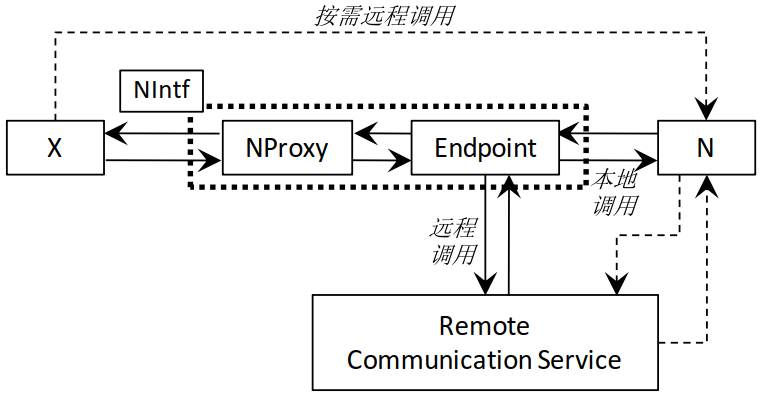 按需远程调用
NIntf
X
NProxy
Endpoint
N
本地
调用
远程
调用
Remote
Communication Service